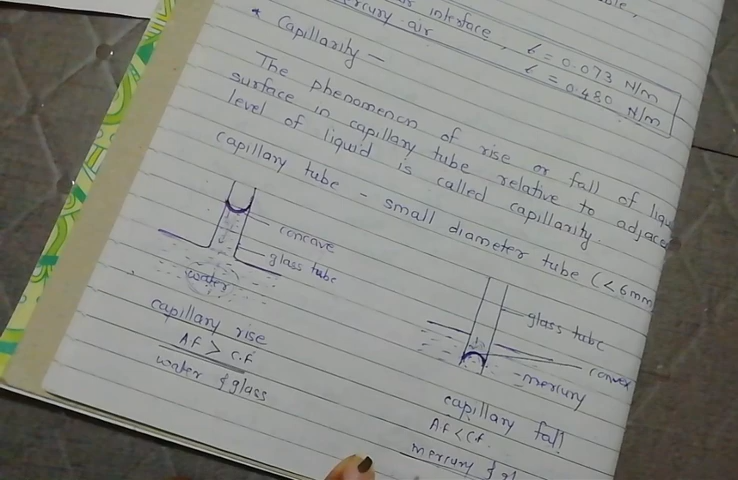 interface, σ = 0.073 N/m
mercury air σ = 0.480 N/m
* Capillarity –
The phenomenon of rise or fall of
surface in capillary tube relative to
level of liquid is called capillarity.
capillary tube – small diameter tube (<6mm
concave
glass tube
water
capillary rise
AF > C.F
water & glass
glass tube
convex
mercury
capillary fall
AF < C.f.
mercury &